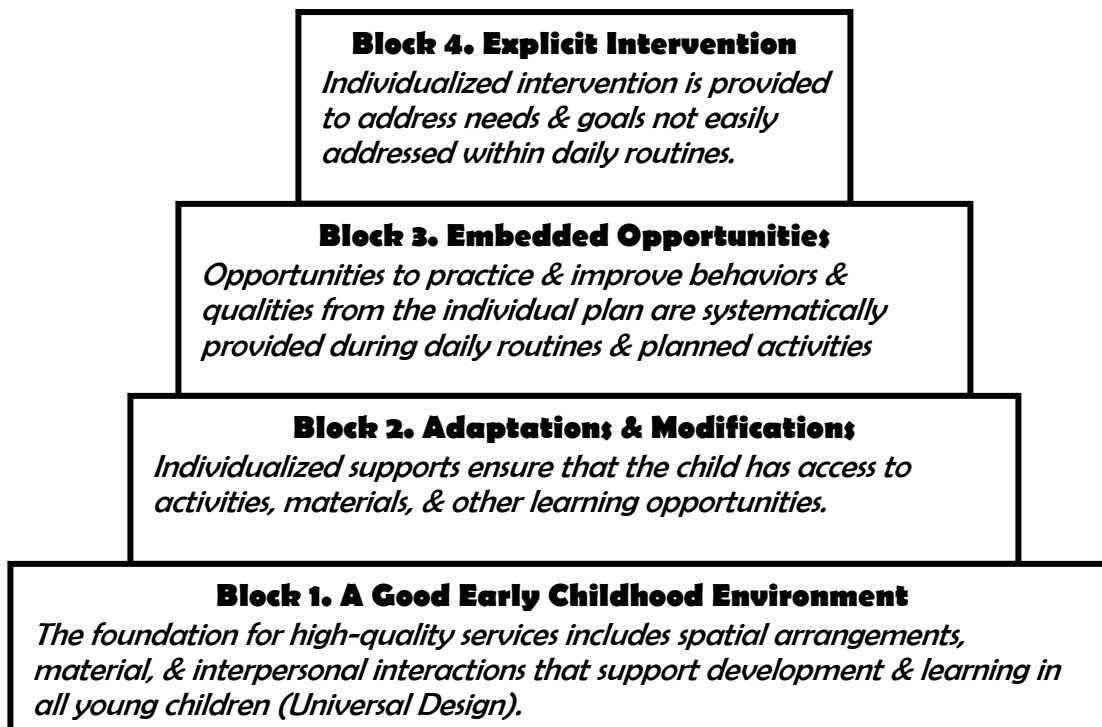 Block 4. Explicit Intervention
Individualized intervention is provided
to address needs & goals not easily
addressed within daily routines.
Block 3. Embedded Opportunities
Opportunities to practice & improve behaviors &
qualities from the individual plan are systematically
provided during daily routines & planned activities
Block 2. Adaptations & Modifications
Individualized supports ensure that the child has access to
activities, materials, & other learning opportunities.
Block 1. A Good Early Childhood Environment
The foundation for high-quality services includes spatial arrangements,
material, & interpersonal interactions that support development & learning in
all young children (Universal Design).